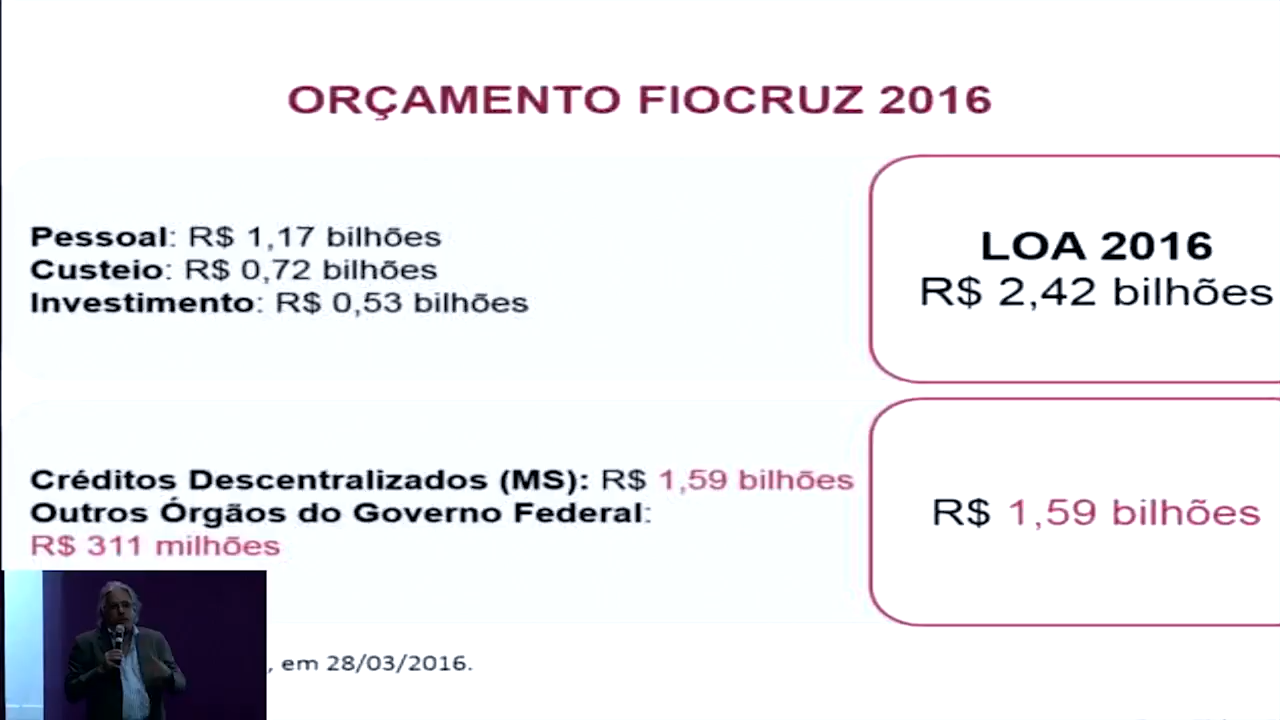 ORÇAMENTO FIOCRUZ 2016
Pessoal: R$ 1,17 bilhões
Custeio: R$ 0,72 bilhões
Investimento: R$ 0,53 bilhões
LOA 2016
R$ 2,42 bilhões
Créditos Descentralizados (MS): R$ 1,59 bilhões
Outros Órgãos do Governo Federal:
R$ 311 milhões
R$ 1,59 bilhões
, em 28/03/2016.